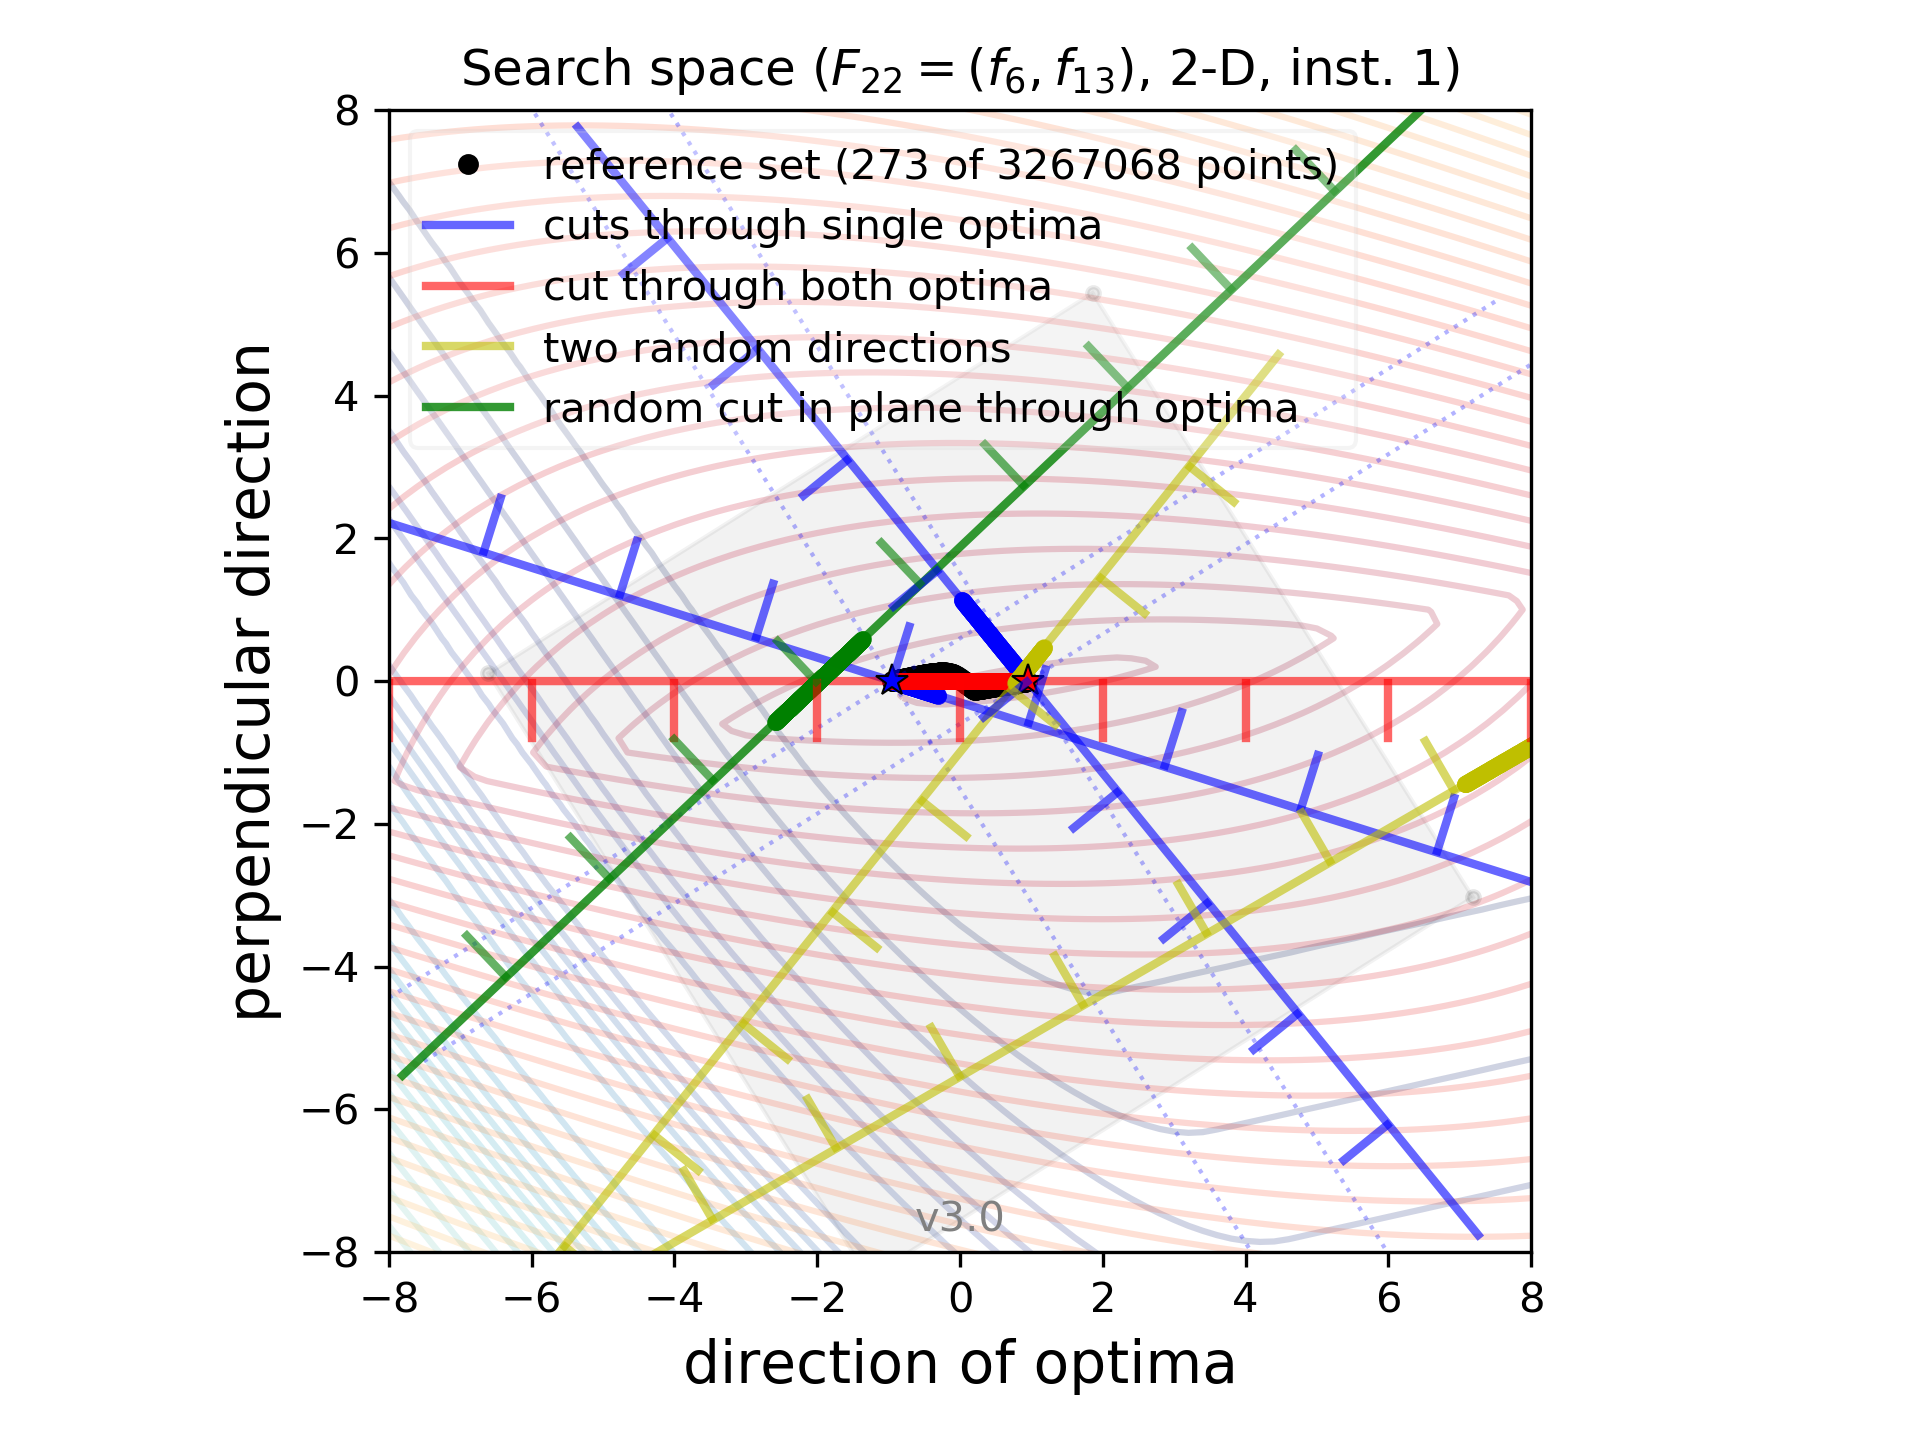 Search space (F₂₂ = (f₆, f₁₃), 2-D, inst. 1)
reference set (273 of 3267068 points)
cuts through single optima
cut through both optima
two random directions
random cut in plane through optima
perpendicular direction
8
6
4
2
0
−2
−4
−6
−8
v3.0
−8 −6 −4 −2 0 2 4 6 8
direction of optima